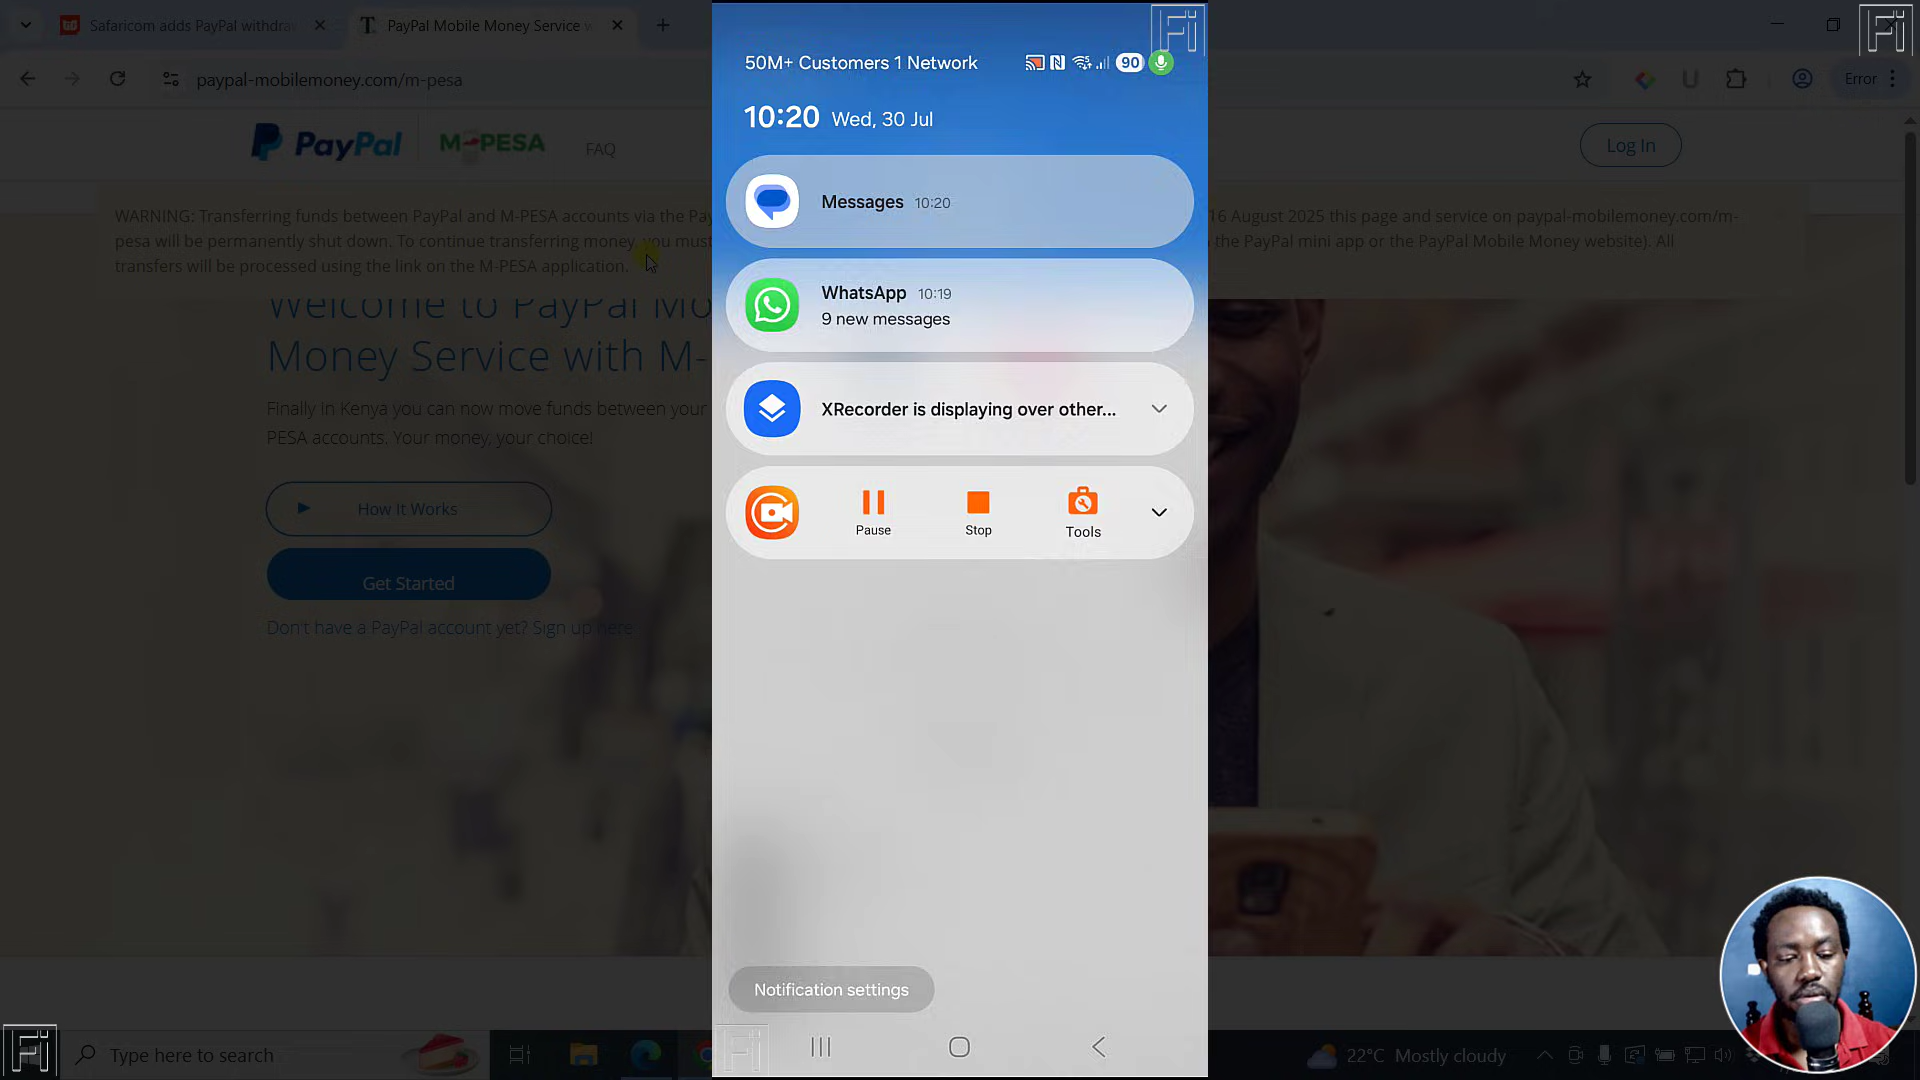 Safaricom adds PayPal withdra
PayPal Mobile Money Service w
paypal-mobilemoney.com/m-pesa
Error
PayPal
M-PESA
FAQ
Log In
WARNING: Transferring funds between PayPal and M-PESA accounts via the Pay
16 August 2025 this page and service on paypal-mobilemoney.com/m-
pesa will be permanently shut down. To continue transferring money, you must
the PayPal mini app or the PayPal Mobile Money website). All
transfers will be processed using the link on the M-PESA application.
Welcome to PayPal Mo
Money Service with M-
Finally in Kenya you can now move funds between your
PESA accounts. Your money, your choice!
How It Works
Get Started
Don't have a PayPal account yet? Sign up here
50M+ Customers 1 Network
90
10:20 Wed, 30 Jul
Messages 10:20
WhatsApp 10:19
9 new messages
XRecorder is displaying over other...
Pause
Stop
Tools
Notification settings
Type here to search
22°C Mostly cloudy
Fi
Fi
Fi
Fi